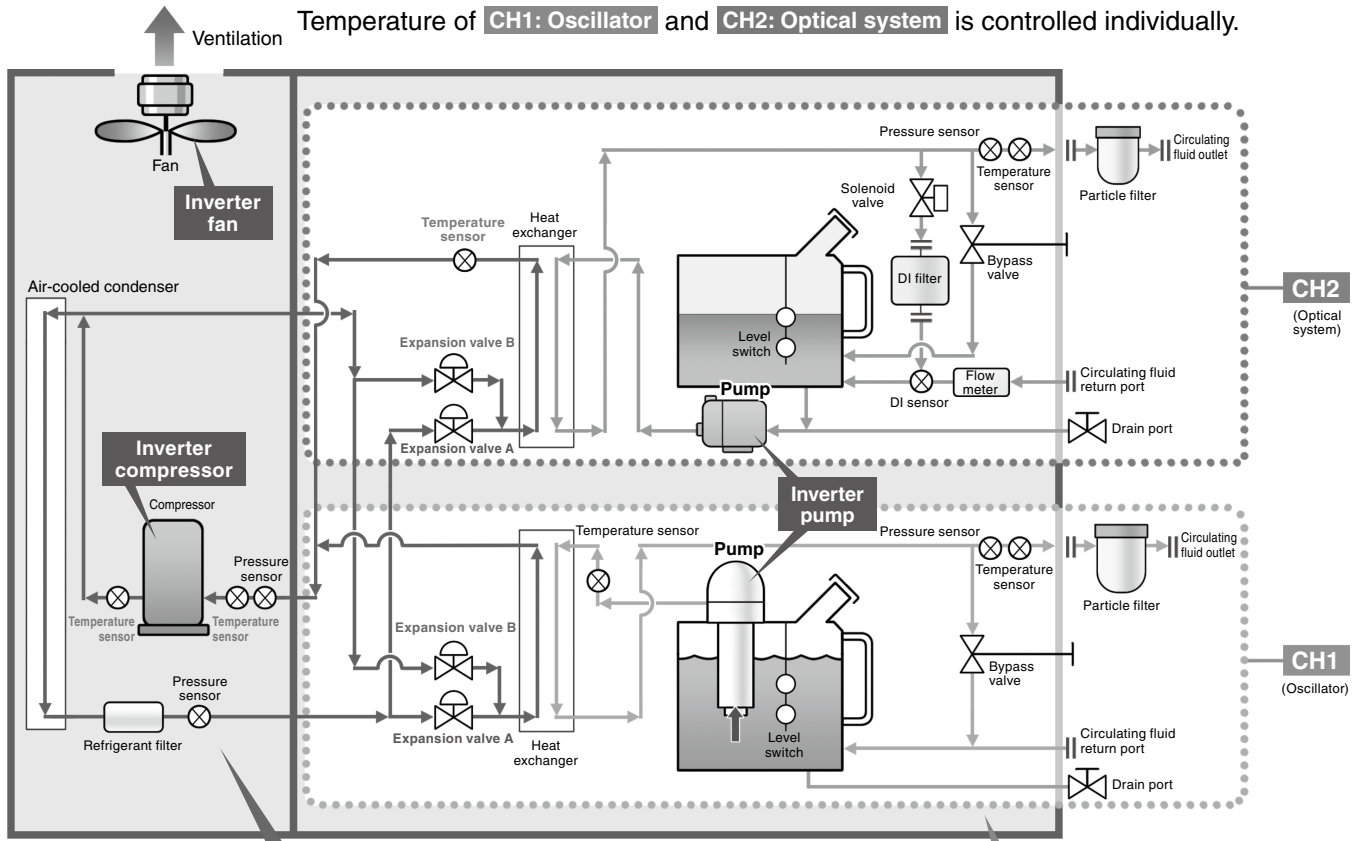 Temperature of CH1: Oscillator and CH2: Optical system is controlled individually.
Ventilation
Fan
Inverter
fan
Air-cooled condenser
Inverter
compressor
Compressor
Pressure
sensor
Temperature
sensor
Temperature
sensor
Pressure
sensor
Refrigerant filter
Temperature
sensor
Heat
exchanger
Expansion valve B
Expansion valve A
Pressure sensor
Temperature
sensor
Circulating
fluid outlet
Particle filter
Solenoid
valve
DI filter
Bypass
valve
Level
switch
Pump
DI sensor
Flow
meter
Circulating fluid
return port
Drain port
CH2
(Optical
system)
Inverter
pump
Temperature sensor
Pump
Pressure sensor
Temperature
sensor
Circulating
fluid outlet
Particle filter
Expansion valve B
Expansion valve A
Heat
exchanger
Level
switch
Bypass
valve
Circulating fluid
return port
Drain port
CH1
(Oscillator)